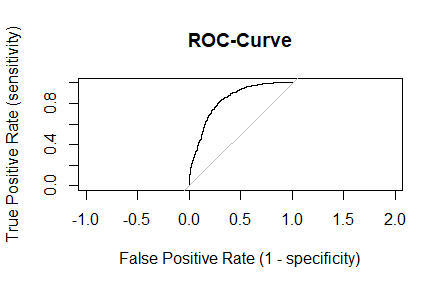 ROC-Curve
True Positive Rate (sensitivity)
0.0 0.4 0.8
-1.0 -0.5 0.0 0.5 1.0 1.5 2.0
False Positive Rate (1 - specificity)